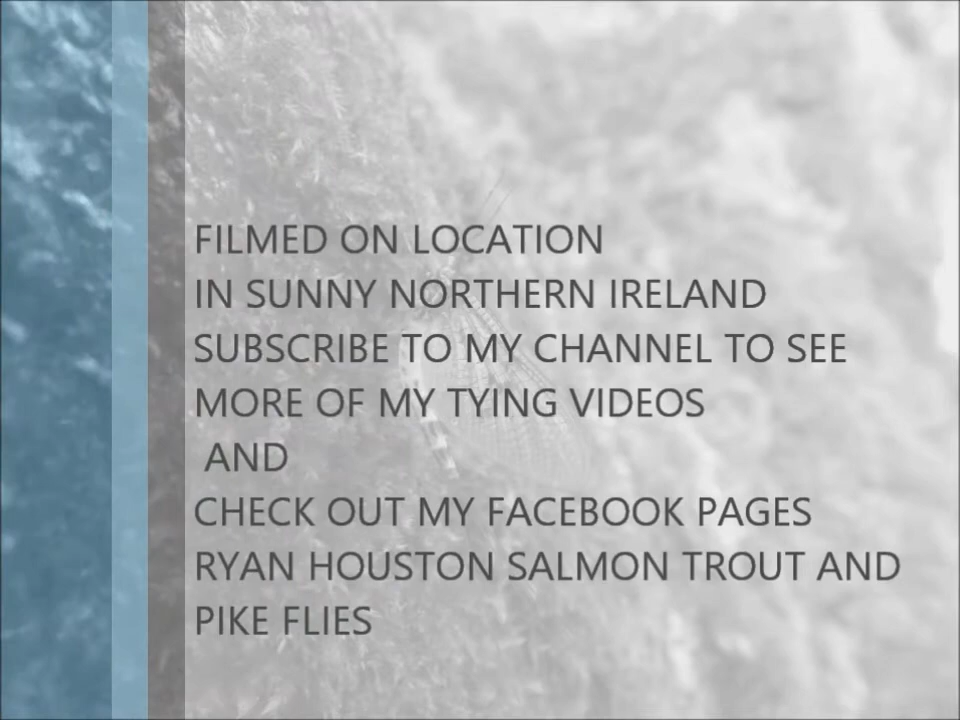 FILMED ON LOCATION
IN SUNNY NORTHERN IRELAND
SUBSCRIBE TO MY CHANNEL TO SEE
MORE OF MY TYING VIDEOS
AND
CHECK OUT MY FACEBOOK PAGES
RYAN HOUSTON SALMON TROUT AND
PIKE FLIES